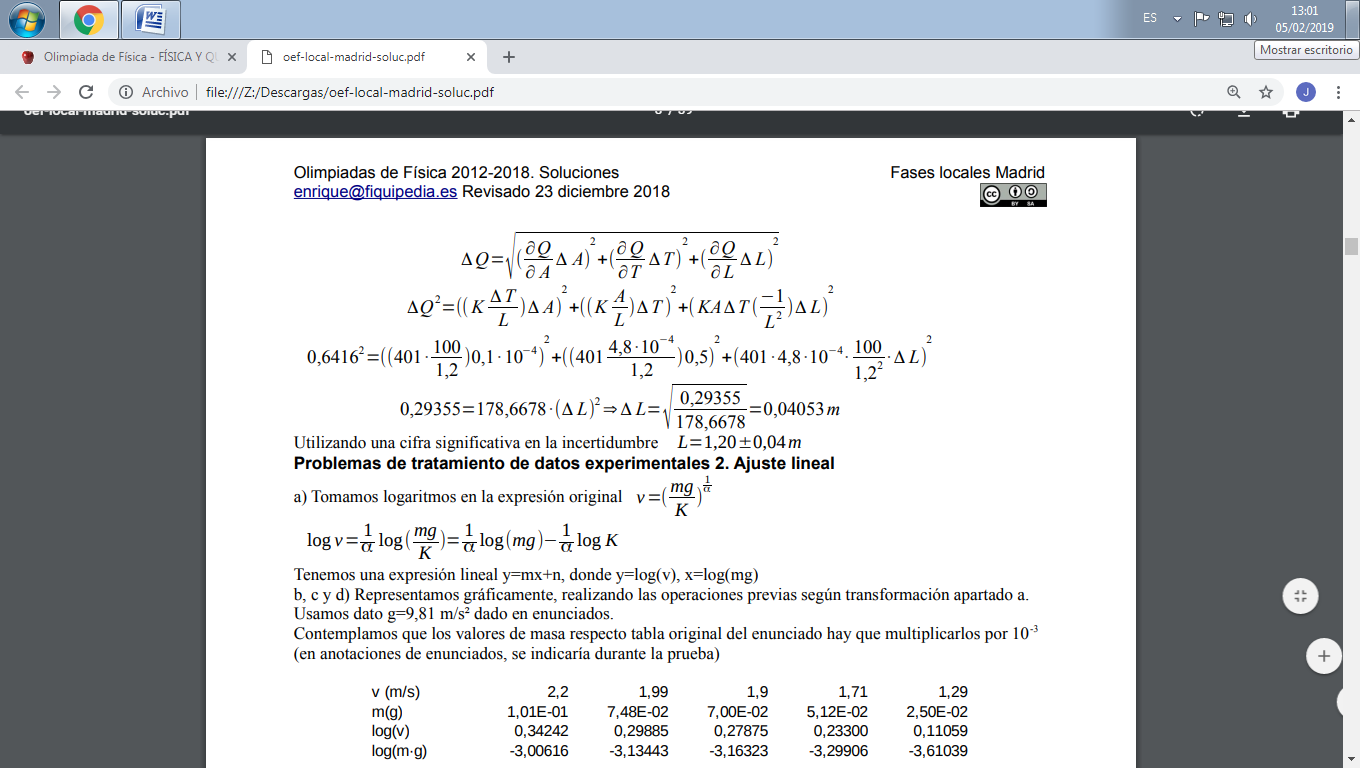 ES
13:01
05/02/2019
Mostrar escritorio
Olimpiada de Física - FÍSICA Y QU
oef-local-madrid-soluc.pdf
Archivo | file:///Z:/Descargas/oef-local-madrid-soluc.pdf
oef-local-madrid-soluc.pdf
Olimpiadas de Física 2012-2018. Soluciones Fases locales Madrid
enrique@fiquipedia.es Revisado 23 diciembre 2018
cc BY SA
ΔQ=√((∂Q/∂A ΔA)²+(∂Q/∂T ΔT)²+(∂Q/∂L ΔL)²)
ΔQ²=((K ΔT/L)ΔA)²+((K A/L)ΔT)²+(KAΔT(−1/L²)ΔL)²
0,6416²=((401·100/1,2)0,1·10⁻⁴)²+((401 4,8·10⁻⁴/1,2)0,5)²+(401·4,8·10⁻⁴·100/1,2²·ΔL)²
0,29355=178,6678·(ΔL)²⇒ΔL=√(0,29355/178,6678)=0,04053 m
Utilizando una cifra significativa en la incertidumbre L=1,20±0,04 m
Problemas de tratamiento de datos experimentales 2. Ajuste lineal
a) Tomamos logaritmos en la expresión original v=(mg/K)^(1/α)
log v=1/α log(mg/K)=1/α log(mg)−1/α log K
Tenemos una expresión lineal y=mx+n, donde y=log(v), x=log(mg)
b, c y d) Representamos gráficamente, realizando las operaciones previas según transformación apartado a.
Usamos dato g=9,81 m/s² dado en enunciados.
Contemplamos que los valores de masa respecto tabla original del enunciado hay que multiplicarlos por 10⁻³
(en anotaciones de enunciados, se indicaría durante la prueba)
v (m/s) 2,2 1,99 1,9 1,71 1,29
m(g) 1,01E-01 7,48E-02 7,00E-02 5,12E-02 2,50E-02
log(v) 0,34242 0,29885 0,27875 0,23300 0,11059
log(m·g) -3,00616 -3,13443 -3,16323 -3,29906 -3,61039